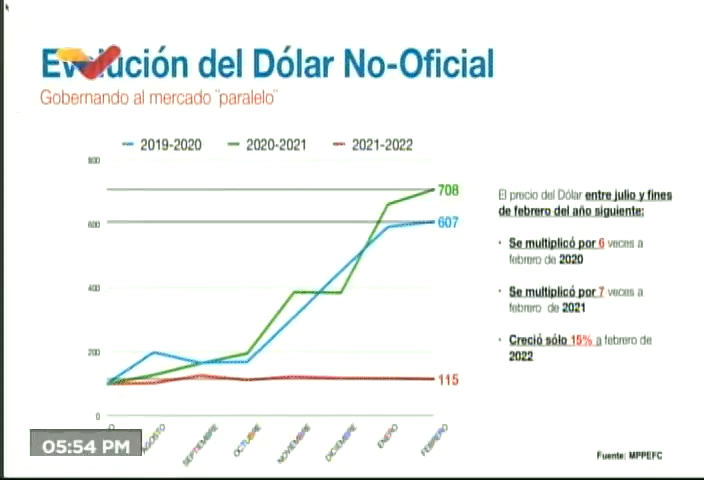 Evolución del Dólar No-Oficial
Gobernando al mercado ¨paralelo¨
2019-2020
2020-2021
2021-2022
800
600
400
200
0
708
607
115
AGOSTO
SEPTIEMBRE
OCTUBRE
NOVIEMBRE
DICIEMBRE
ENERO
FEBRERO
El precio del Dólar entre julio y fines
de febrero del año siguiente:
• Se multiplicó por 6 veces a
febrero de 2020
• Se multiplicó por 7 veces a
febrero de 2021
• Creció sólo 15% a febrero de
2022
05:54 PM
Fuente: MPPEFC